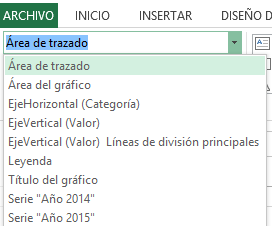 ARCHIVO INICIO INSERTAR DISEÑO D
Área de trazado
Área de trazado
Área del gráfico
EjeHorizontal (Categoría)
EjeVertical (Valor)
EjeVertical (Valor) Líneas de división principales
Leyenda
Título del gráfico
Serie "Año 2014"
Serie "Año 2015"